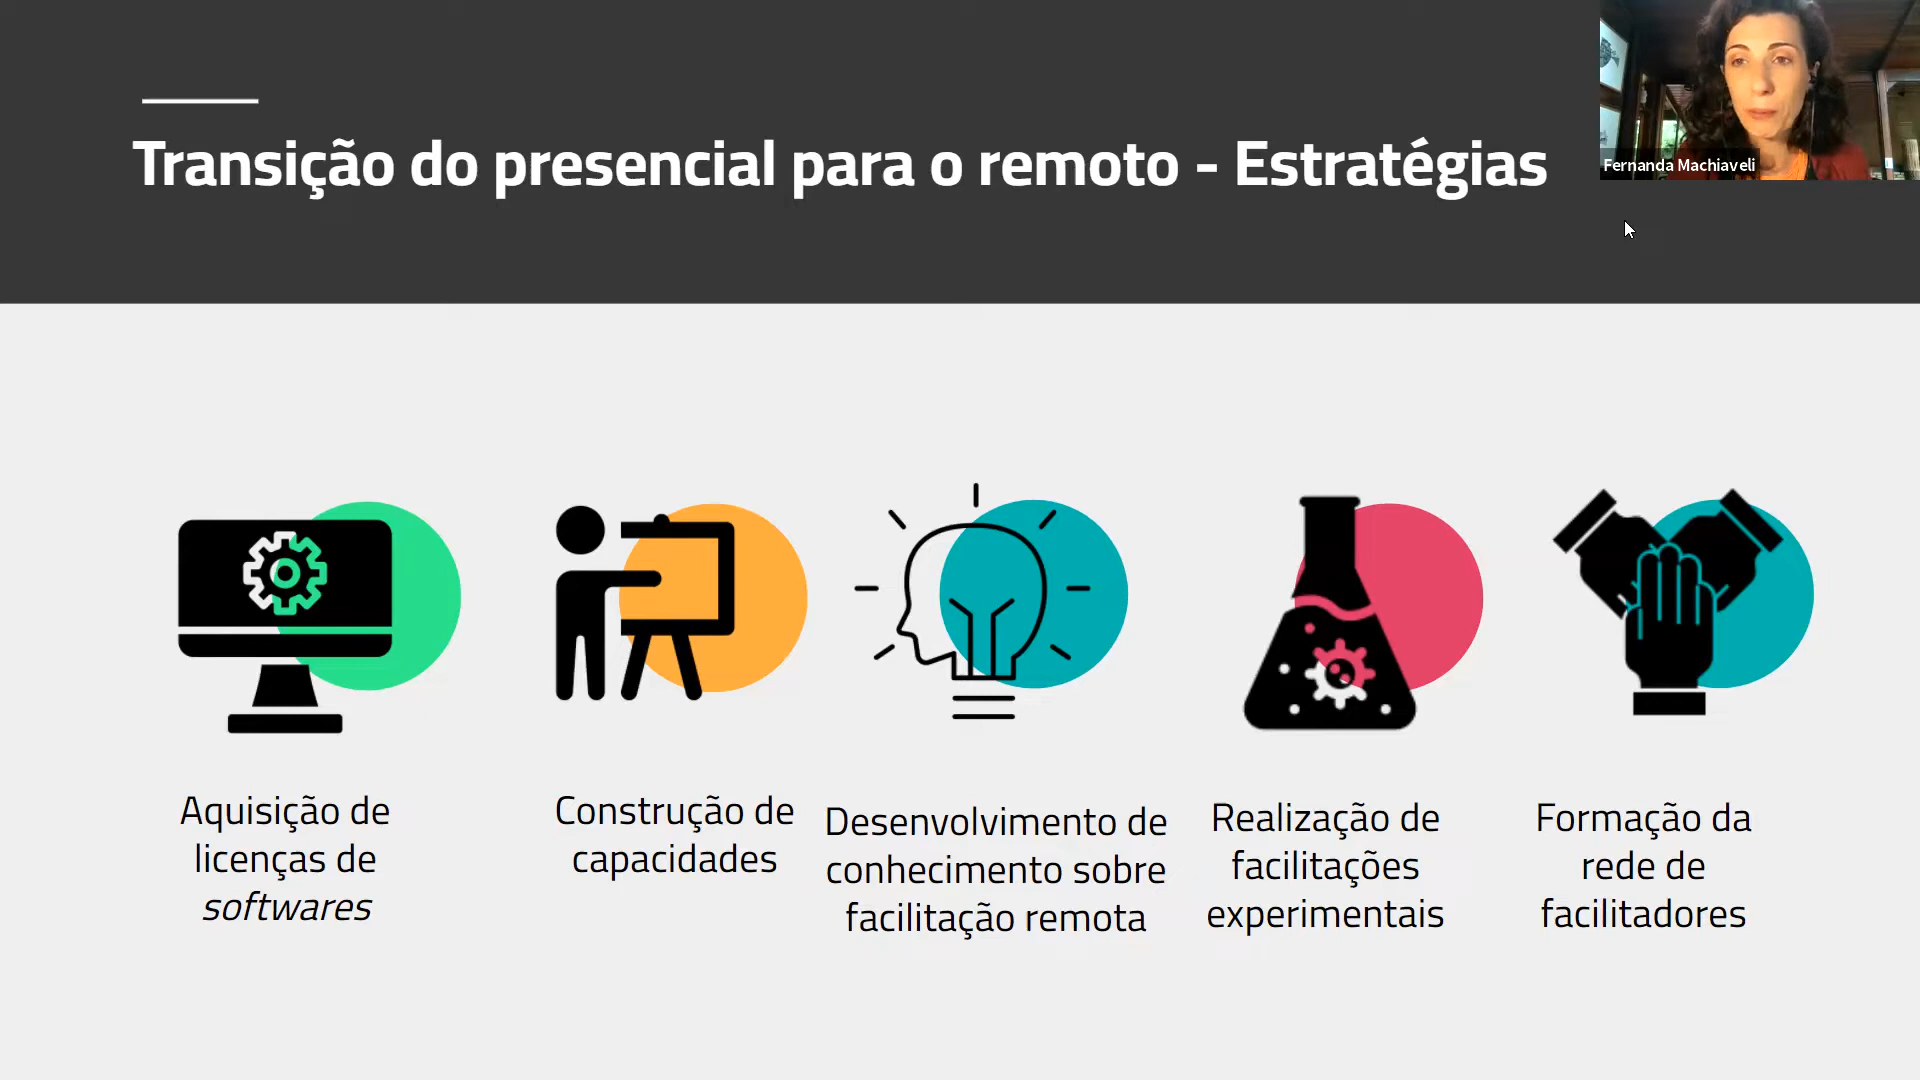 Transição do presencial para o remoto - Estratégias
Fernanda Machiaveli
Aquisição de
licenças de
softwares
Construção de
capacidades
Desenvolvimento de
conhecimento sobre
facilitação remota
Realização de
facilitações
experimentais
Formação da
rede de
facilitadores